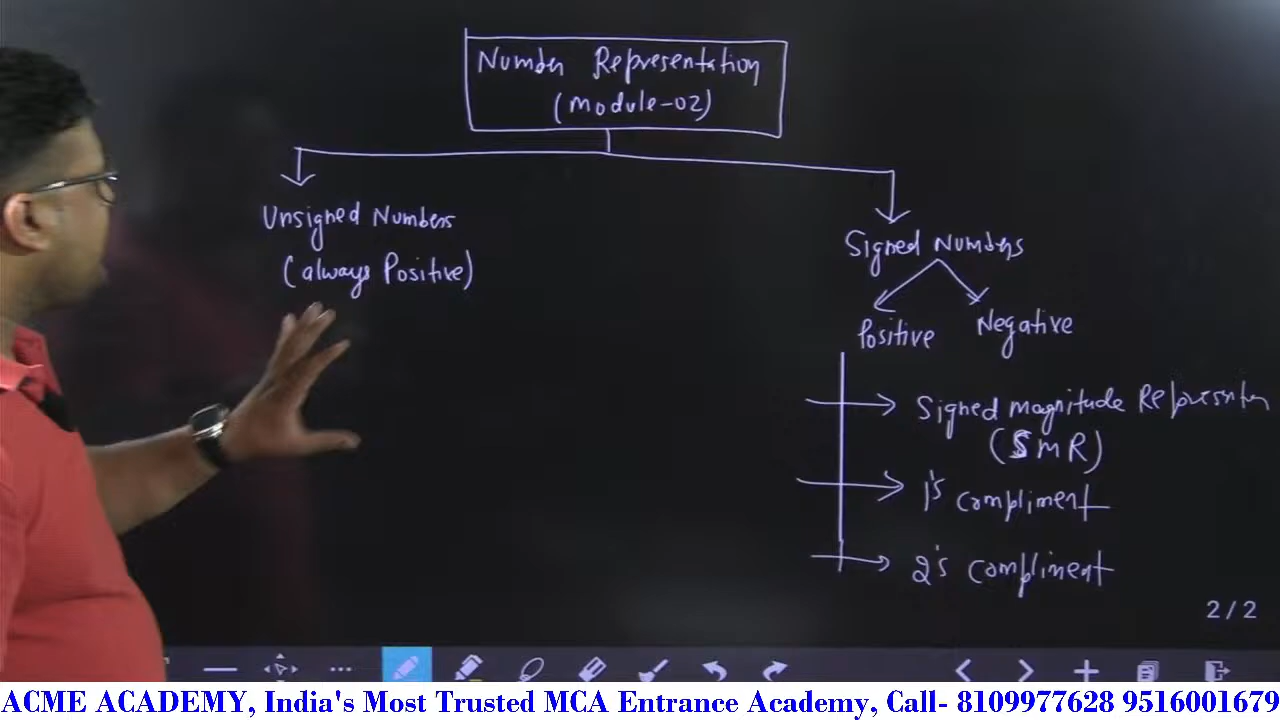 Number Representation
(Module-02)
Unsigned Numbers
(always Positive)
Signed Numbers
Positive
Negative
Signed magnitude
(SMR)
1's compliment
2's compliment
2/2
ACME ACADEMY, India's Most Trusted MCA Entrance Academy, Call- 8109977628 9516001679